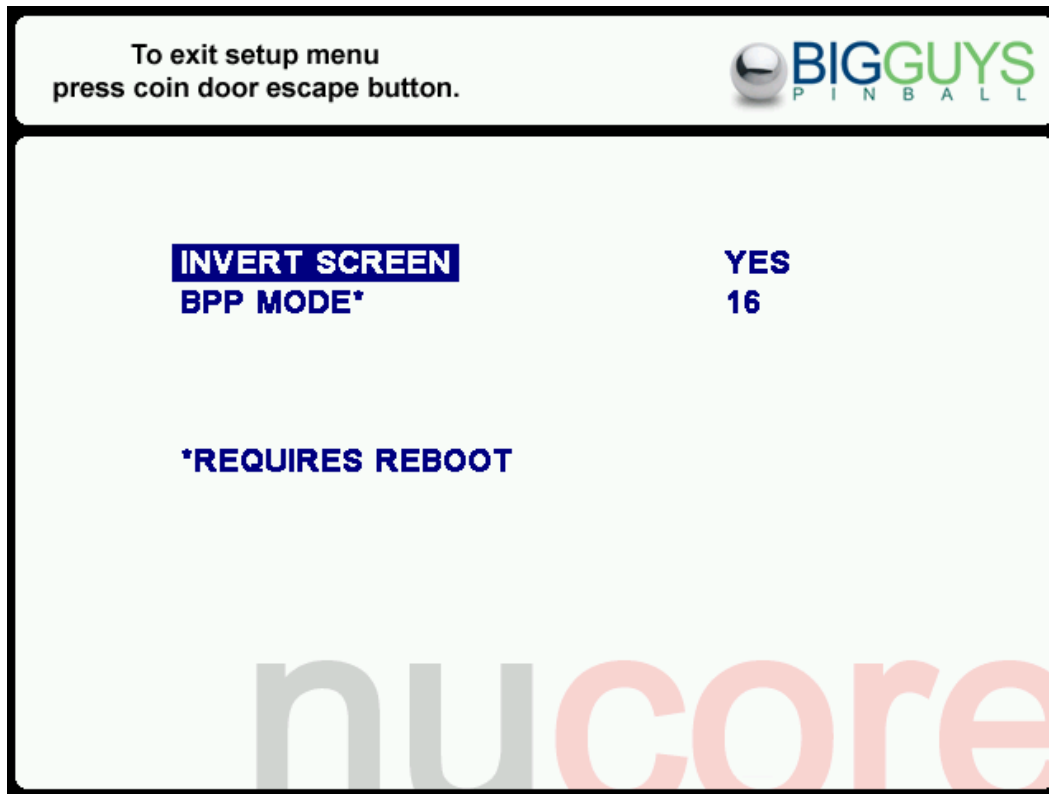 To exit setup menu
press coin door escape button.
BIGGUYS
PINBALL
INVERT SCREEN YES
BPP MODE* 16
*REQUIRES REBOOT
nucore